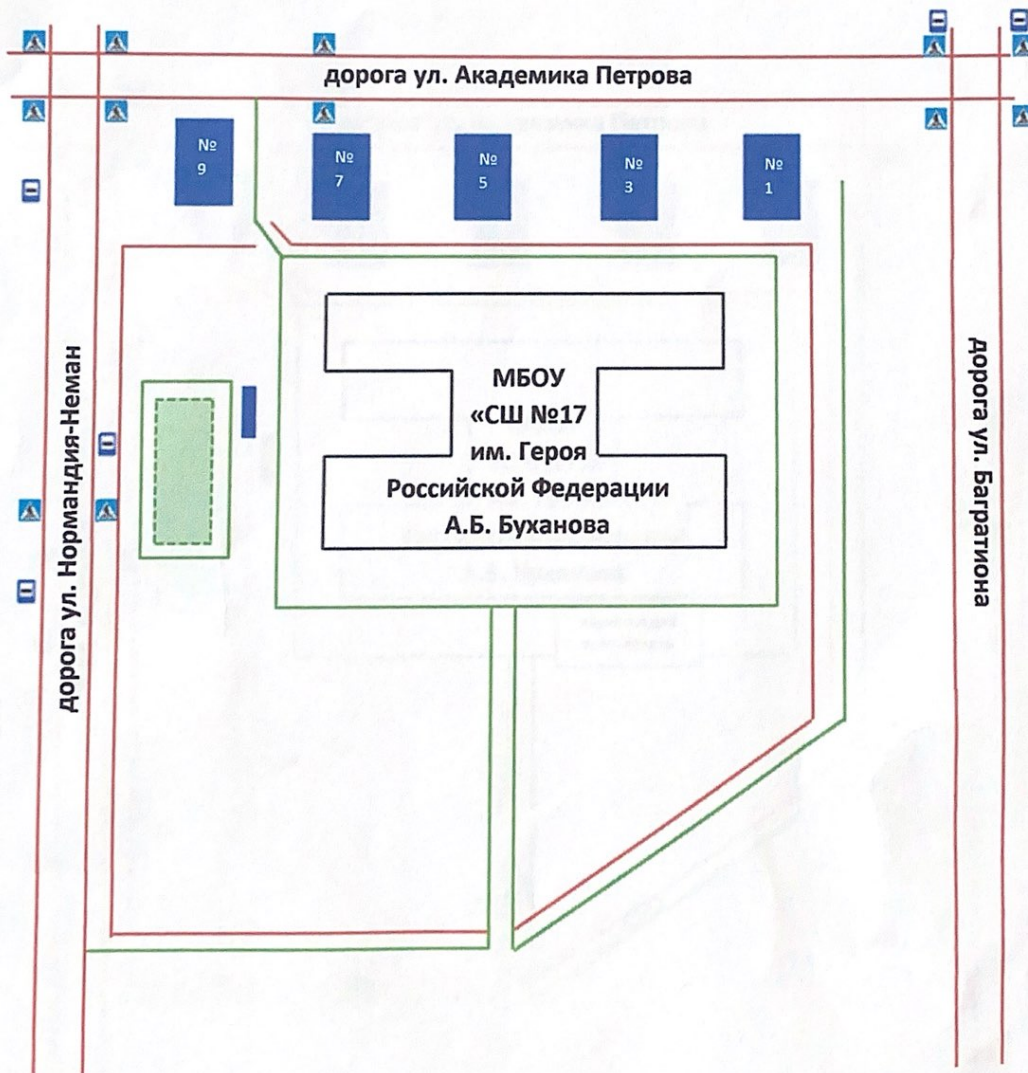 дорога ул. Академика Петрова
№
9
№
7
№
5
№
3
№
1
МБОУ
«СШ №17
им. Героя
Российской Федерации
А.Б. Буханова
дорога ул. Нормандия-Неман
дорога ул. Багратиона